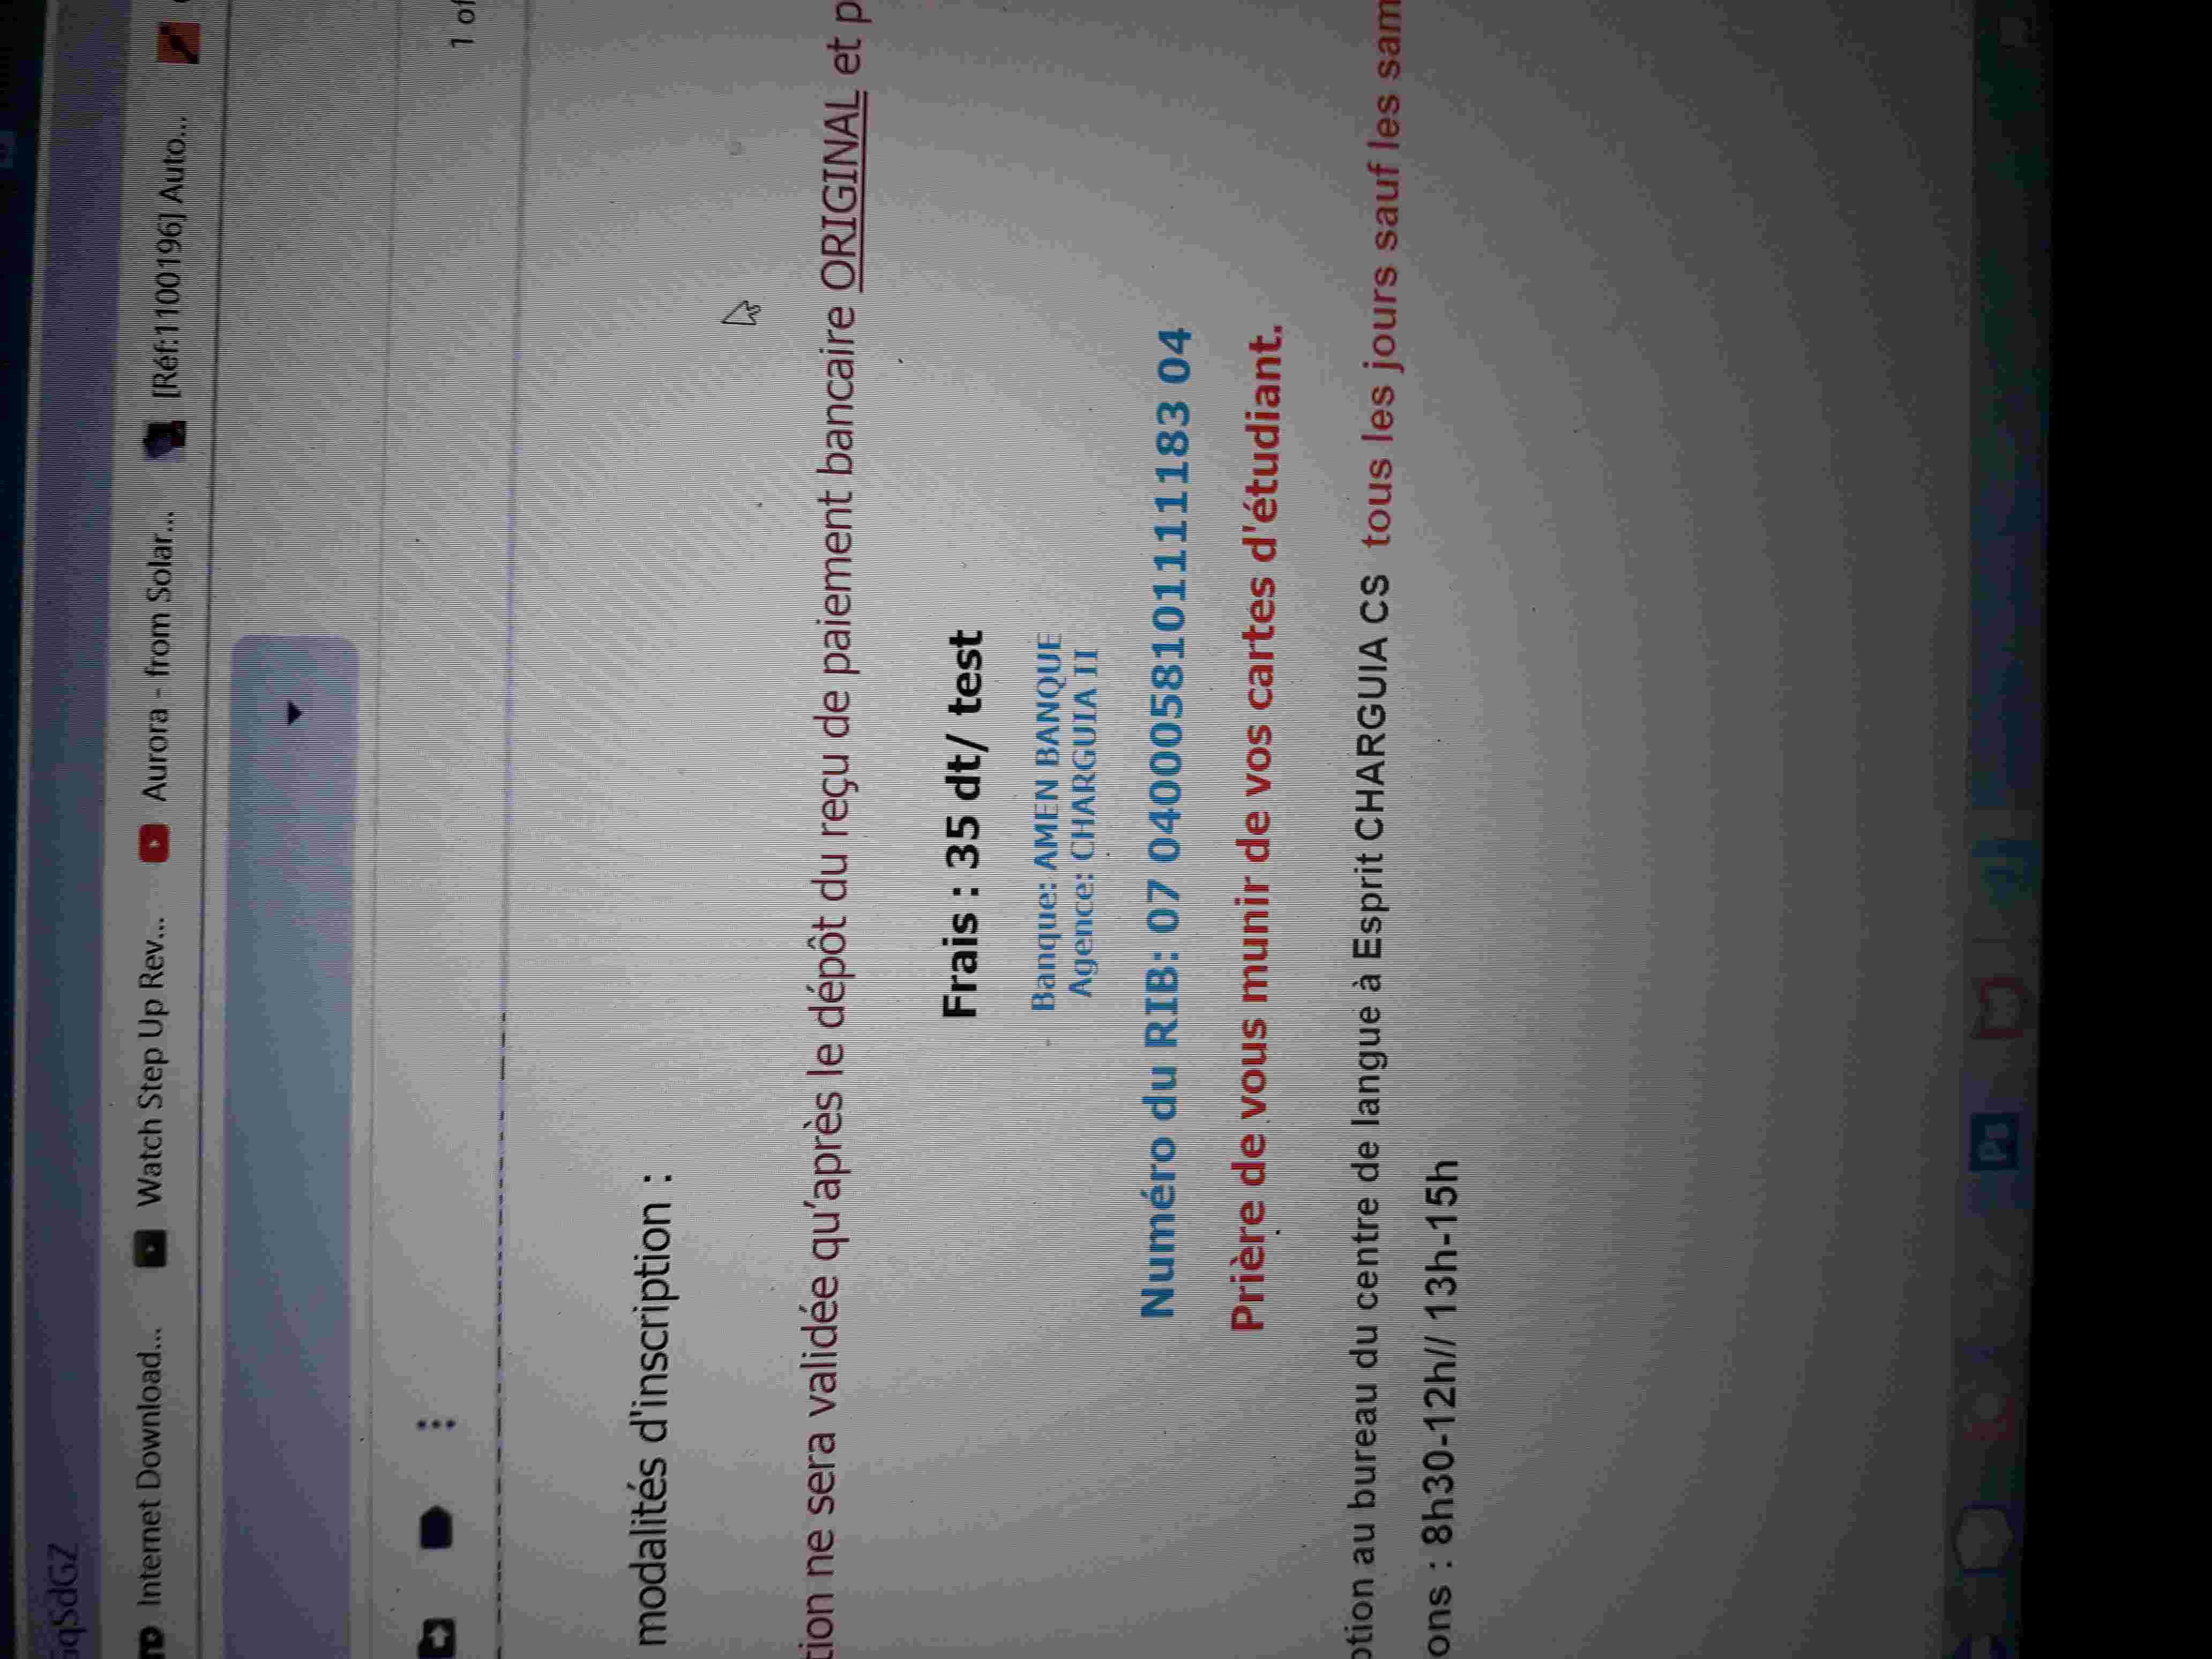 qSdGZ
Internet Download...
Watch Step Up Rev...
Aurora - from Solar...
[Réf:1100196] Auto...
1 of
modalités d'inscription :
tion ne sera validée qu'après le dépôt du reçu de paiement bancaire ORIGINAL et p
Frais : 35 dt/ test
Banque: AMEN BANQUE
Agence: CHARGUIA II
Numéro du RIB: 07 04000581011111183 04
Prière de vous munir de vos cartes d'étudiant.
ption au bureau du centre de langue à Esprit CHARGUIA CS tous les jours sauf les sam
ons : 8h30-12h// 13h-15h
Ps